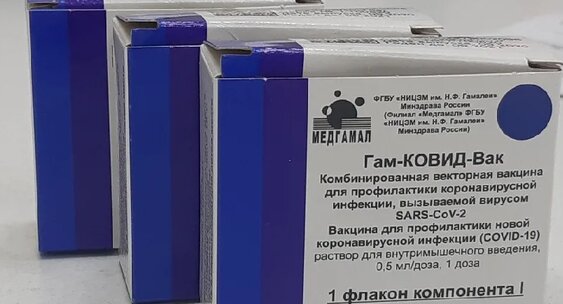 МЕДГАМАЛ
ФГБУ «НИЦЭМ им. Н.Ф. Гамалеи»
Минздрава России
(Филиал «Медгамал» ФГБУ
«НИЦЭМ им. Н.Ф. Гамалеи»
Минздрава России)
Гам-КОВИД-Вак
Комбинированная векторная вакцина
для профилактики коронавирусной
инфекции, вызываемой вирусом
SARS-CoV-2
Вакцина для профилактики новой
коронавирусной инфекции (COVID-19)
раствор для внутримышечного введения,
0,5 мл/доза, 1 доза
1 флакон компонента I